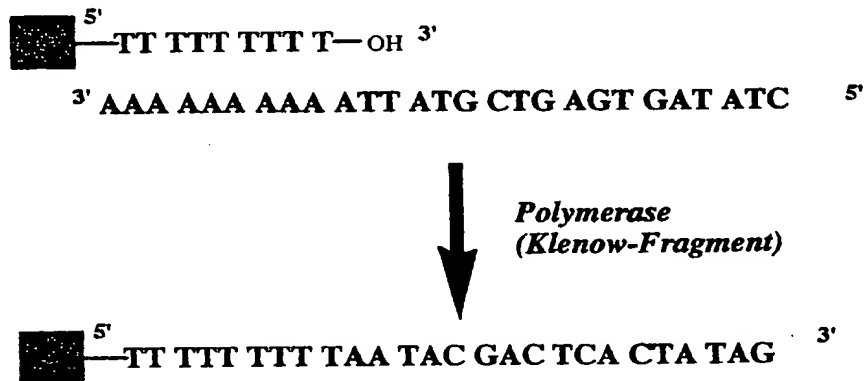 5' TT TTT TTT T— OH 3'
3' AAA AAA AAA ATT ATG CTG AGT GAT ATC 5'
Polymerase
(Klenow-Fragment)
5' TT TTT TTT TAA TAC GAC TCA CTA TAG 3'